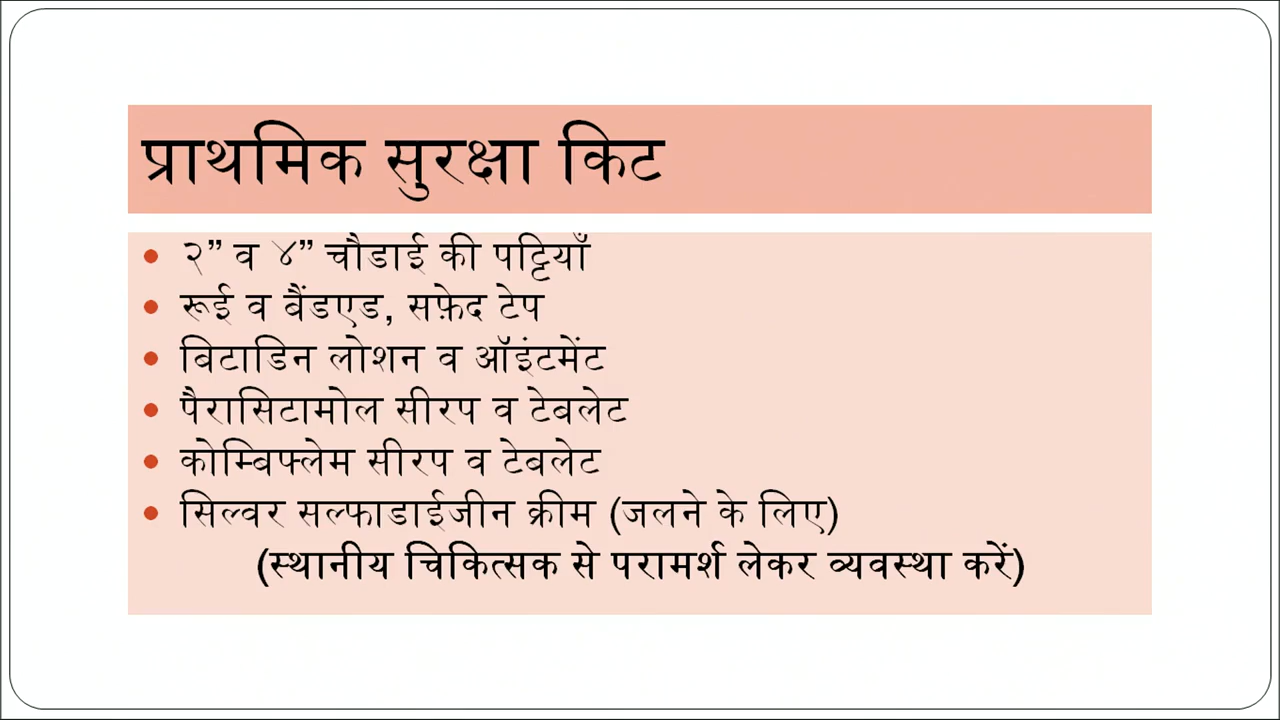 प्राथमिक सुरक्षा किट
• २” व ४” चौडाई की पट्टियाँ
• रूई व बैंडएड, सफ़ेद टेप
• बिटाडिन लोशन व ऑइंटमेंट
• पैरासिटामोल सीरप व टेबलेट
• कोम्बिफ्लेम सीरप व टेबलेट
• सिल्वर सल्फाडाईजीन क्रीम (जलने के लिए)
(स्थानीय चिकित्सक से परामर्श लेकर व्यवस्था करें)